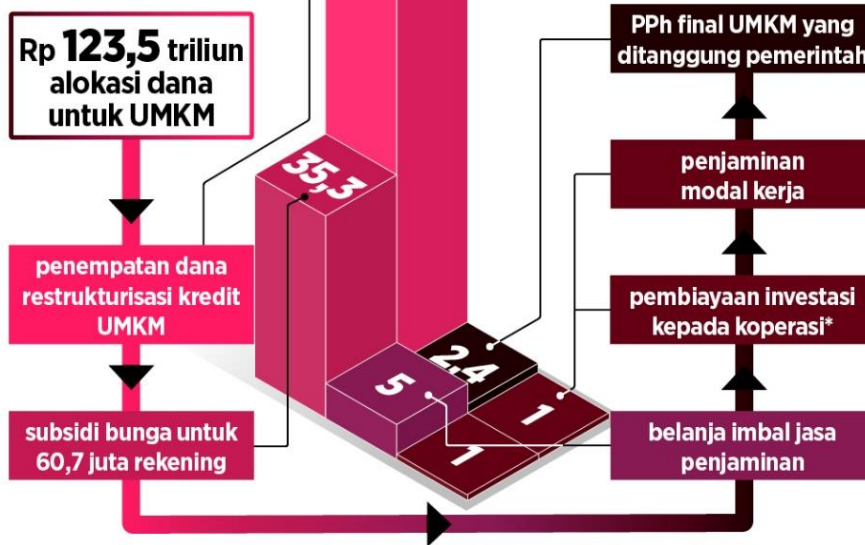 Rp 123,5 triliun
alokasi dana
untuk UMKM
penempatan dana
restrukturisasi kredit
UMKM
subsidi bunga untuk
60,7 juta rekening
35,3
5
2,4
1
1
PPh final UMKM yang
ditanggung pemerintah
penjaminan
modal kerja
pembiayaan investasi
kepada koperasi*
belanja imbal jasa
penjaminan